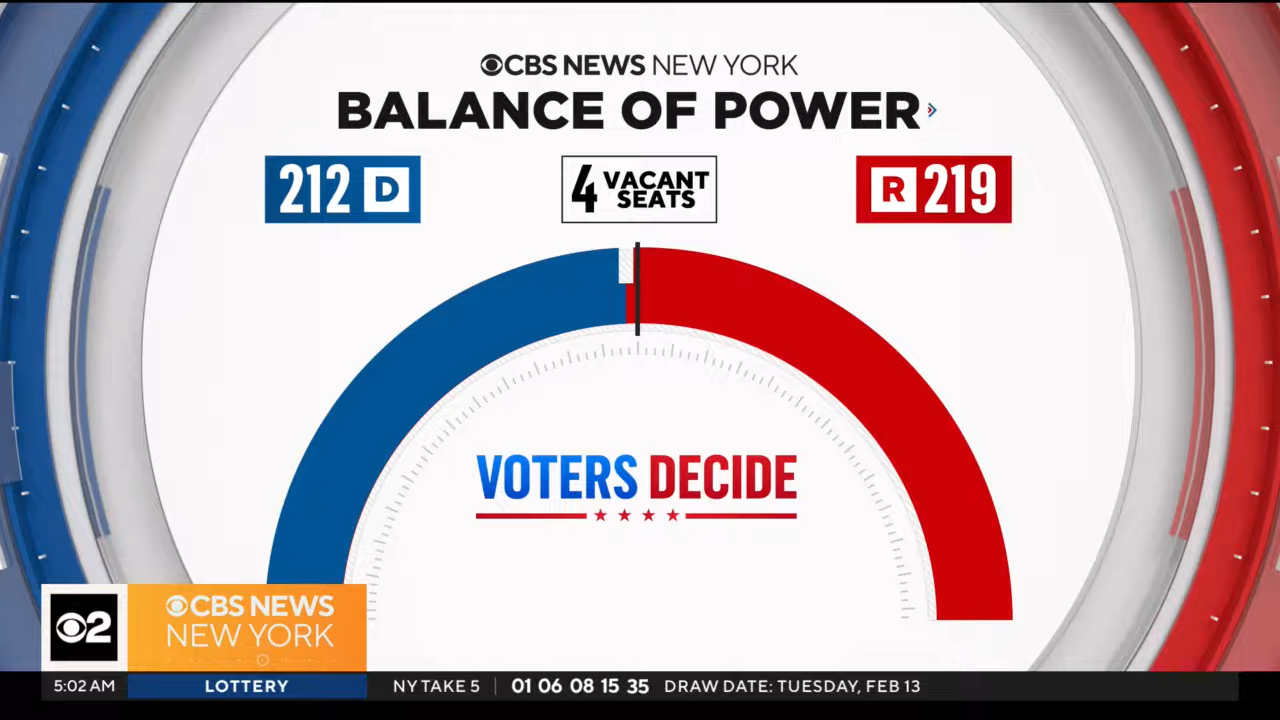 CBS NEWS NEW YORK
BALANCE OF POWER
212 D
4 VACANT SEATS
R 219
VOTERS DECIDE
2
CBS NEWS
NEW YORK
5:02 AM LOTTERY NY TAKE 5 | 01 06 08 15 35 DRAW DATE: TUESDAY, FEB 13